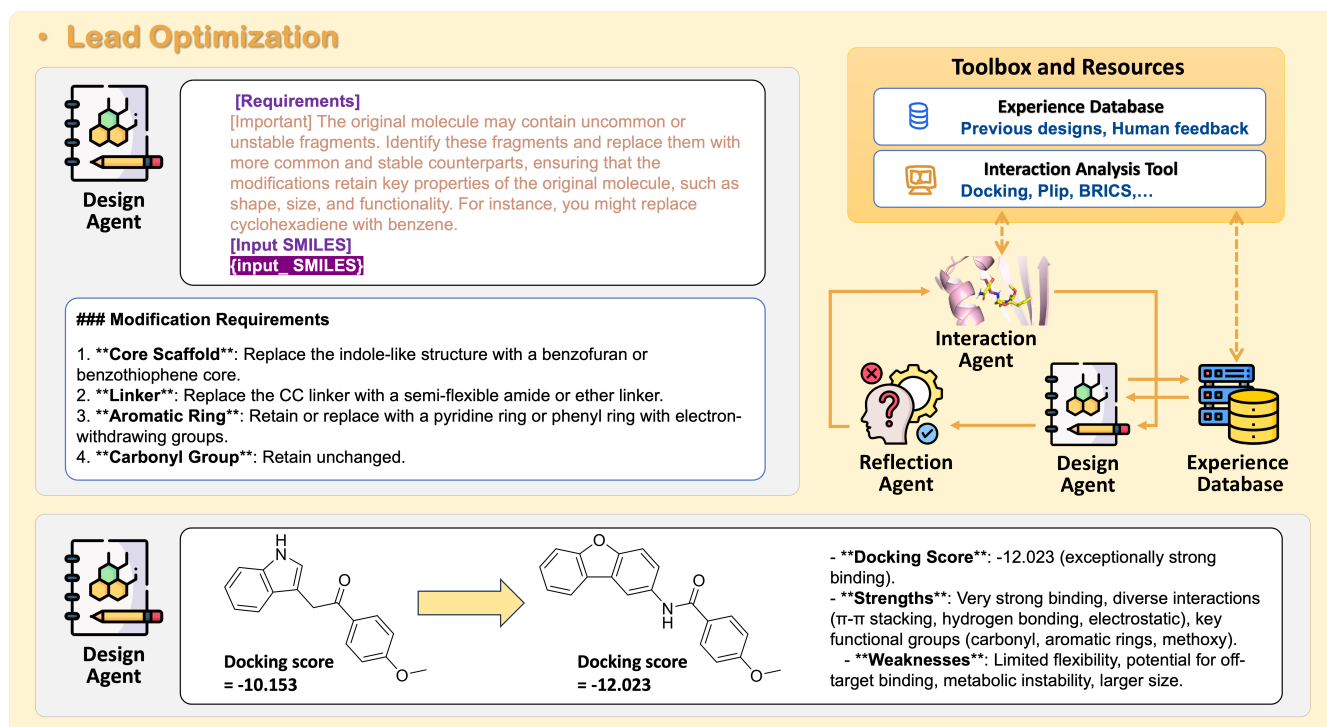 • Lead Optimization
Design
Agent
[Requirements]
[Important] The original molecule may contain uncommon or
unstable fragments. Identify these fragments and replace them with
more common and stable counterparts, ensuring that the
modifications retain key properties of the original molecule, such as
shape, size, and functionality. For instance, you might replace
cyclohexadiene with benzene.
[Input SMILES]
{input_ SMILES}
### Modification Requirements
1. **Core Scaffold**: Replace the indole-like structure with a benzofuran or
benzothiophene core.
2. **Linker**: Replace the CC linker with a semi-flexible amide or ether linker.
3. **Aromatic Ring**: Retain or replace with a pyridine ring or phenyl ring with electron-
withdrawing groups.
4. **Carbonyl Group**: Retain unchanged.
Toolbox and Resources
Experience Database
Previous designs, Human feedback
Interaction Analysis Tool
Docking, Plip, BRICS,...
Interaction
Agent
?
Reflection
Agent
Design
Agent
Experience
Database
Design
Agent
H
N
O
O
Docking score
= -10.153
O
O
N
H
O
Docking score
= -12.023
- **Docking Score**: -12.023 (exceptionally strong
binding).
- **Strengths**: Very strong binding, diverse interactions
(π-π stacking, hydrogen bonding, electrostatic), key
functional groups (carbonyl, aromatic rings, methoxy).
- **Weaknesses**: Limited flexibility, potential for off-
target binding, metabolic instability, larger size.